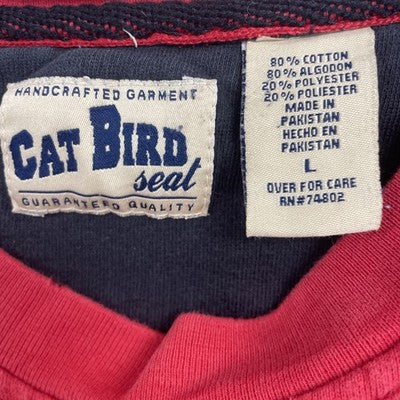 HANDCRAFTED GARMENT
CAT BIRD
seat
GUARANTEED QUALITY
80% COTTON
80% ALGODON
20% POLYESTER
20% POLIESTER
MADE IN
PAKISTAN
HECHO EN
PAKISTAN
L
OVER FOR CARE
RN#74802